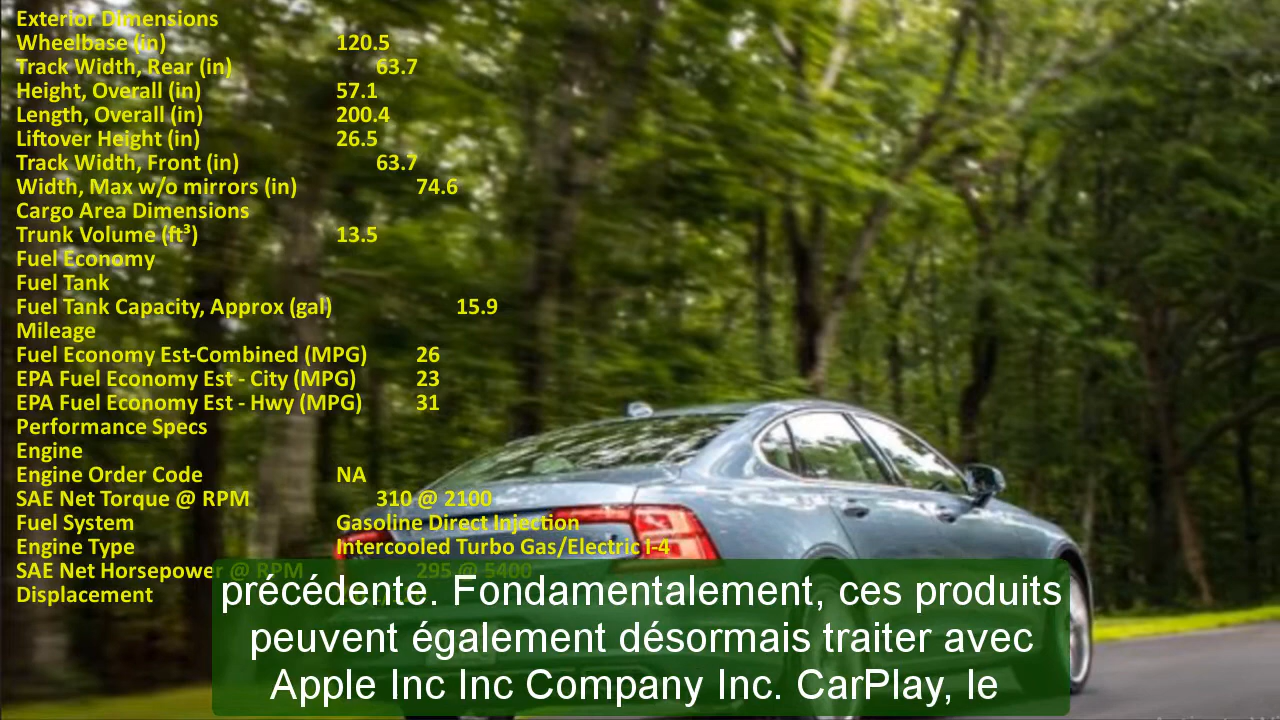 Exterior Dimensions
Wheelbase (in) 120.5
Track Width, Rear (in) 63.7
Height, Overall (in) 57.1
Length, Overall (in) 200.4
Liftover Height (in) 26.5
Track Width, Front (in) 63.7
Width, Max w/o mirrors (in) 74.6
Cargo Area Dimensions
Trunk Volume (ft³) 13.5
Fuel Economy
Fuel Tank
Fuel Tank Capacity, Approx (gal) 15.9
Mileage
Fuel Economy Est-Combined (MPG) 26
EPA Fuel Economy Est - City (MPG) 23
EPA Fuel Economy Est - Hwy (MPG) 31
Performance Specs
Engine
Engine Order Code NA
SAE Net Torque @ RPM 310 @ 2100
Fuel System Gasoline Direct Injection
Engine Type Intercooled Turbo Gas/Electric I-4
SAE Net Horsepower @ RPM 295 @ 5400
Displacement
précédente. Fondamentalement, ces produits
peuvent également désormais traiter avec
Apple Inc Inc Company Inc. CarPlay, le